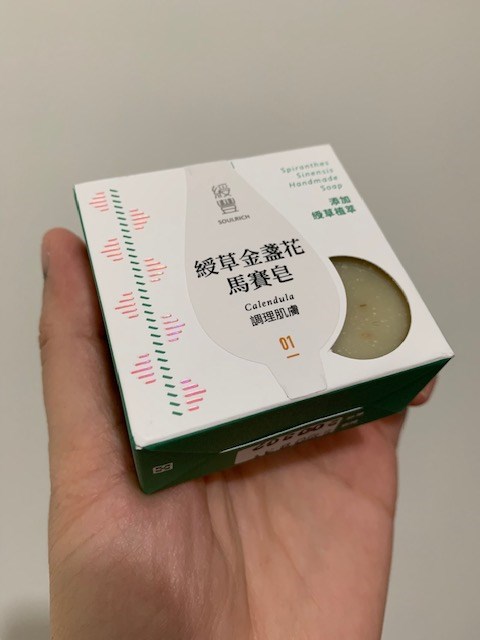 SOULRICH
綬草金盞花
馬賽皂
Calendula
調理肌膚
01
Spiranthes
Sinensis
Handmade
Soap
添加
綬草植萃